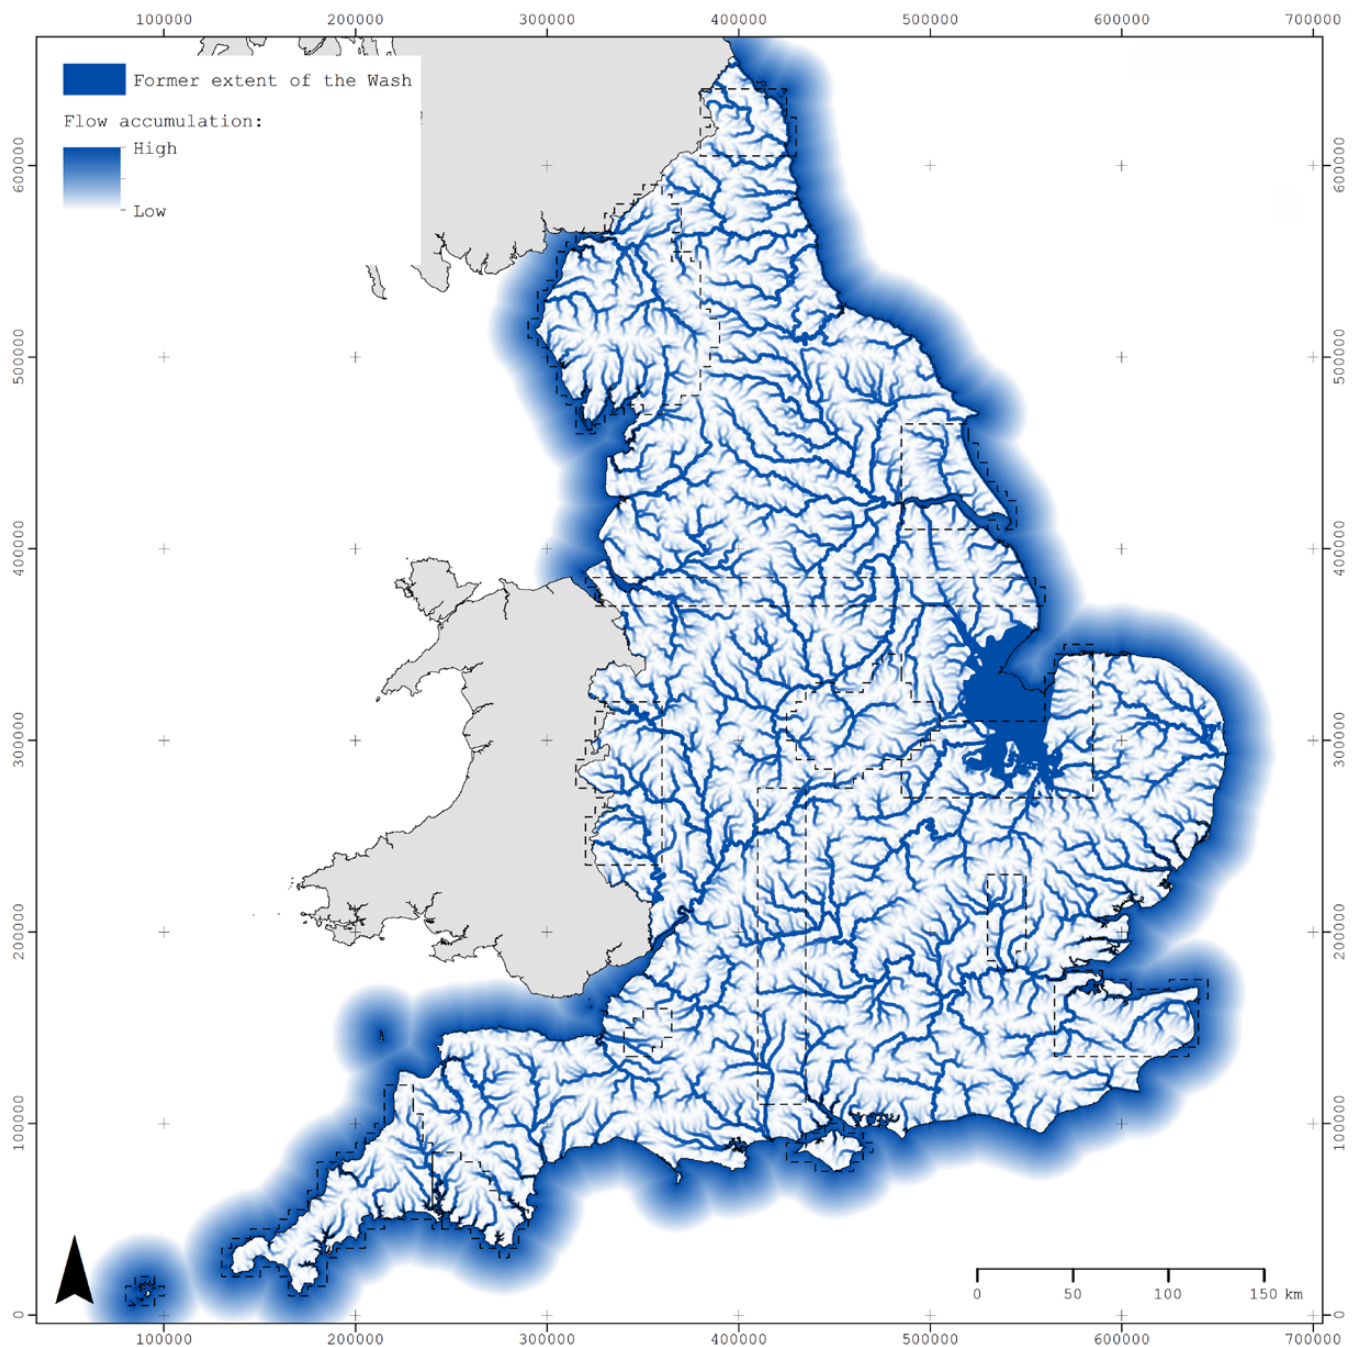 100000 200000 300000 400000 500000 600000 700000
Former extent of the Wash
Flow accumulation:
High
Low
600000 600000
500000 500000
400000 400000
300000 300000
200000 200000
100000 100000
0 50 100 150 km
0 0
100000 200000 300000 400000 500000 600000 700000